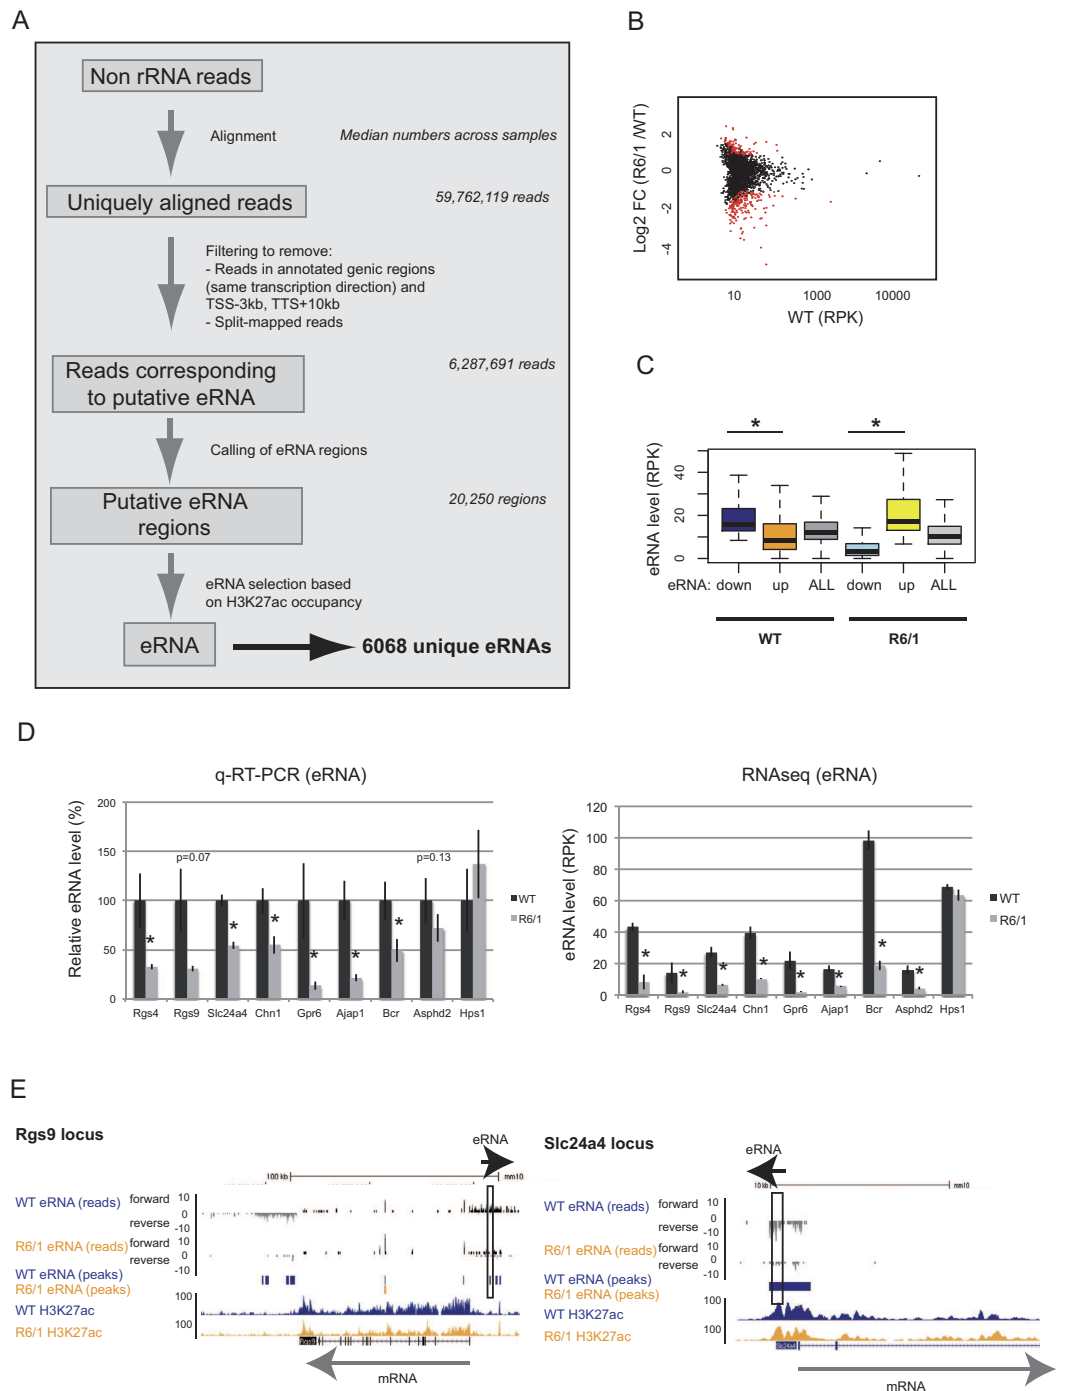 A
Non rRNA reads
Alignment
Median numbers across samples
Uniquely aligned reads
59,762,119 reads
Filtering to remove:
- Reads in annotated genic regions
(same transcription direction) and
TSS-3kb, TTS+10kb
- Split-mapped reads
Reads corresponding
to putative eRNA
6,287,691 reads
Calling of eRNA regions
Putative eRNA
regions
20,250 regions
eRNA selection based
on H3K27ac occupancy
eRNA
6068 unique eRNAs
B
Log2 FC (R6/1 /WT)
2
0
-2
-4
10
1000
10000
WT (RPK)
C
eRNA level (RPK)
40
20
0
*
*
eRNA: down up ALL down up ALL
WT
R6/1
D
q-RT-PCR (eRNA)
Relative eRNA level (%)
200
150
100
50
0
p=0.07
p=0.13
* * * * * *
WT
R6/1
Rgs4 Rgs9 Slc24a4 Chn1 Gpr6 Ajap1 Bcr Asphd2 Hps1
RNAseq (eRNA)
eRNA level (RPK)
120
100
80
60
40
20
0
* * * * * * * *
WT
R6/1
Rgs4 Rgs9 Slc24a4 Chn1 Gpr6 Ajap1 Bcr Asphd2 Hps1
E
Rgs9 locus
eRNA
100 kb
mm10
WT eRNA (reads)
forward
10
0
reverse
-10
R6/1 eRNA (reads)
forward
10
0
reverse
-10
WT eRNA (peaks)
R6/1 eRNA (peaks)
WT H3K27ac
100
R6/1 H3K27ac
100
Rgs9
mRNA
Slc24a4 locus
eRNA
10 kb
mm10
WT eRNA (reads)
forward
10
0
reverse
-10
R6/1 eRNA (reads)
forward
10
0
reverse
-10
WT eRNA (peaks)
R6/1 eRNA (peaks)
WT H3K27ac
100
R6/1 H3K27ac
100
Slc24a4
mRNA